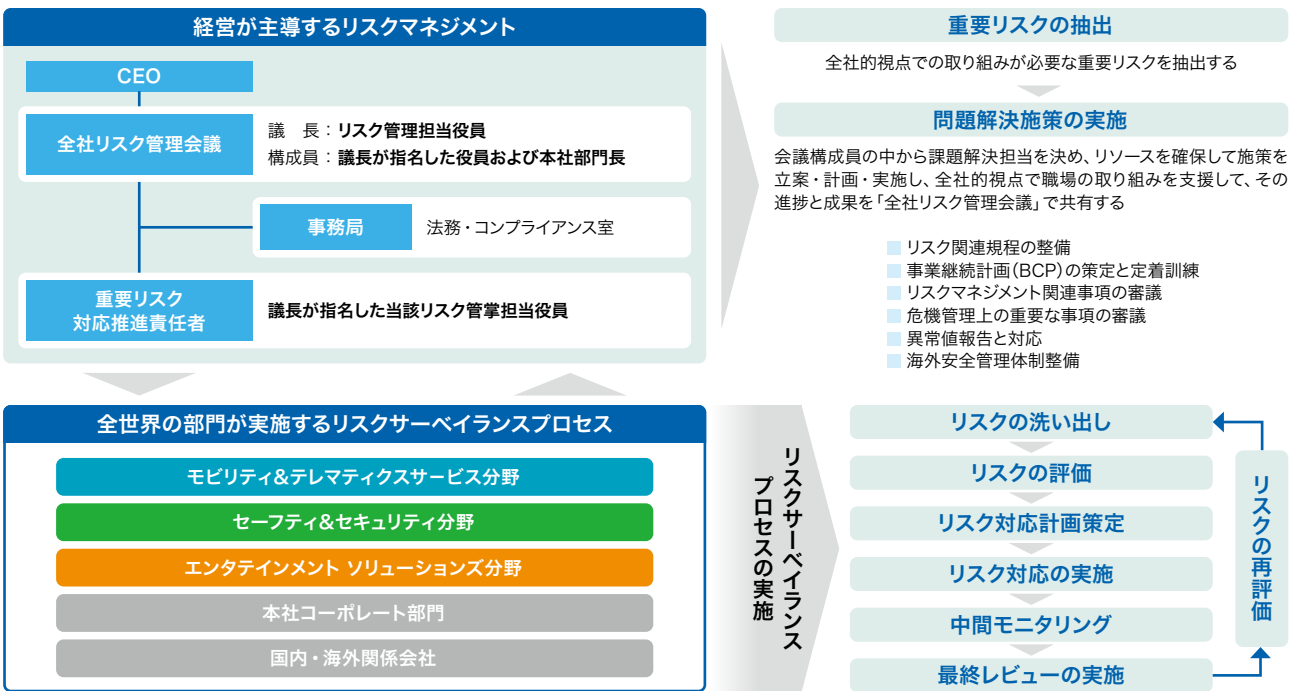 経営が主導するリスクマネジメント
CEO
全社リスク管理会議
議　長：リスク管理担当役員
構成員：議長が指名した役員および本社部門長
事務局
法務・コンプライアンス室
重要リスク
対応推進責任者
議長が指名した当該リスク管掌担当役員
重要リスクの抽出
全社的視点での取り組みが必要な重要リスクを抽出する
問題解決施策の実施
会議構成員の中から課題解決担当を決め、リソースを確保して施策を
立案・計画・実施し、全社的視点で職場の取り組みを支援して、その
進捗と成果を「全社リスク管理会議」で共有する
リスク関連規程の整備
事業継続計画（BCP）の策定と定着訓練
リスクマネジメント関連事項の審議
危機管理上の重要な事項の審議
異常値報告と対応
海外安全管理体制整備
全世界の部門が実施するリスクサーベイランスプロセス
モビリティ&テレマティクスサービス分野
セーフティ&セキュリティ分野
エンタテインメント ソリューションズ分野
本社コーポレート部門
国内・海外関係会社
リスクサーベイランス
プロセスの実施
リスクの洗い出し
リスクの評価
リスク対応計画策定
リスク対応の実施
中間モニタリング
最終レビューの実施
リスクの再評価